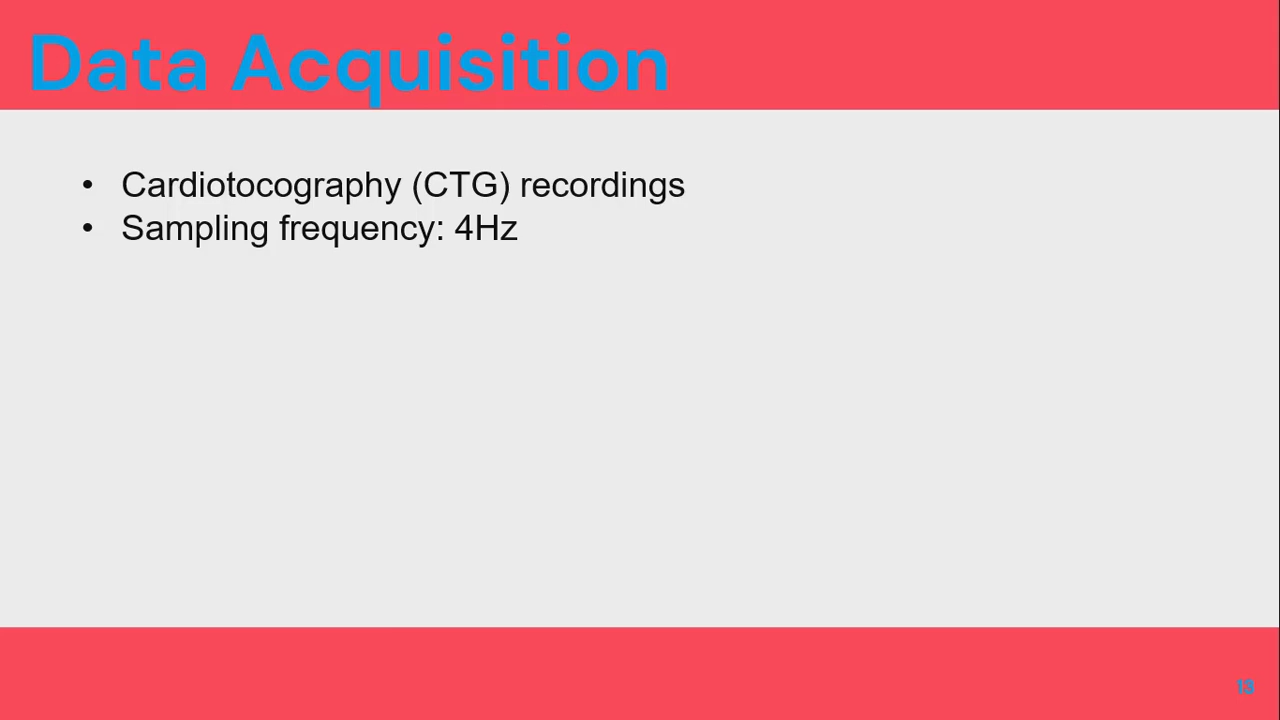 Data Acquisition
• Cardiotocography (CTG) recordings
• Sampling frequency: 4Hz
13